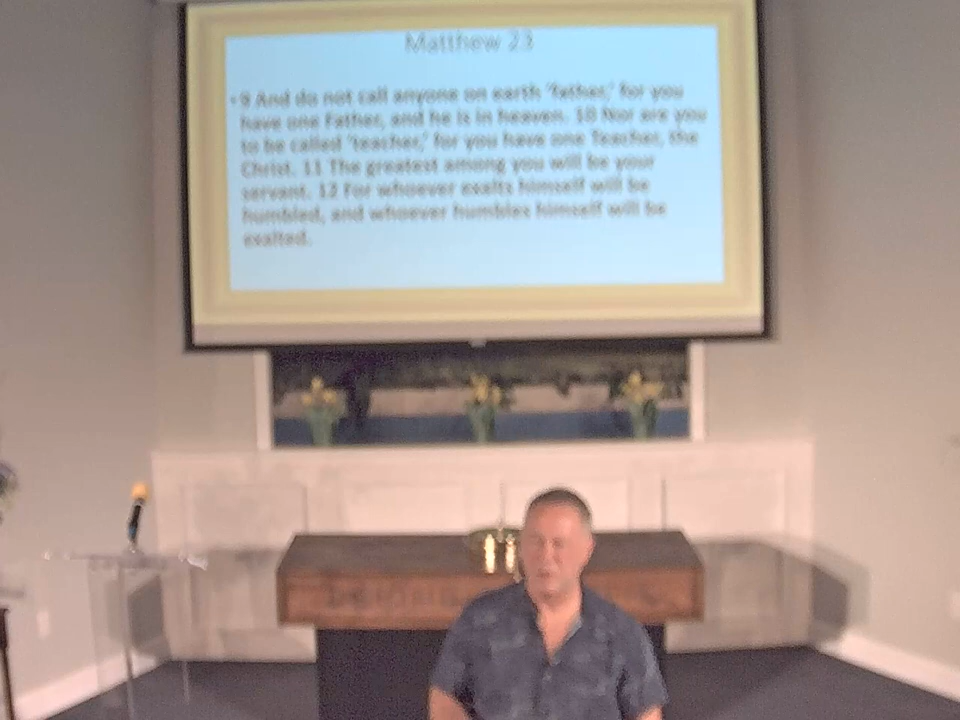 Matthew 23
• 9 And do not call anyone on earth 'father,' for you
have one Father, and he is in heaven. 10 Nor are you
to be called 'teacher,' for you have one Teacher, the
Christ. 11 The greatest among you will be your
servant. 12 For whoever exalts himself will be
humbled, and whoever humbles himself will be
exalted.